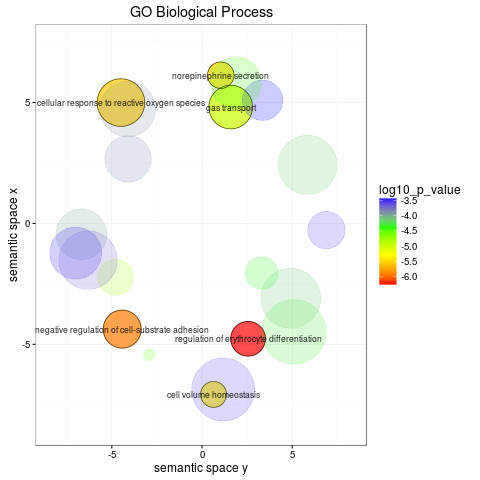 GO Biological Process
norepinephrine secretion
cellular response to reactive oxygen species
gas transport
negative regulation of cell-substrate adhesion
regulation of erythrocyte differentiation
cell volume homeostasis
5
0
-5
-5
0
5
semantic space x
semantic space y
log10_p_value
-3.5
-4.0
-4.5
-5.0
-5.5
-6.0